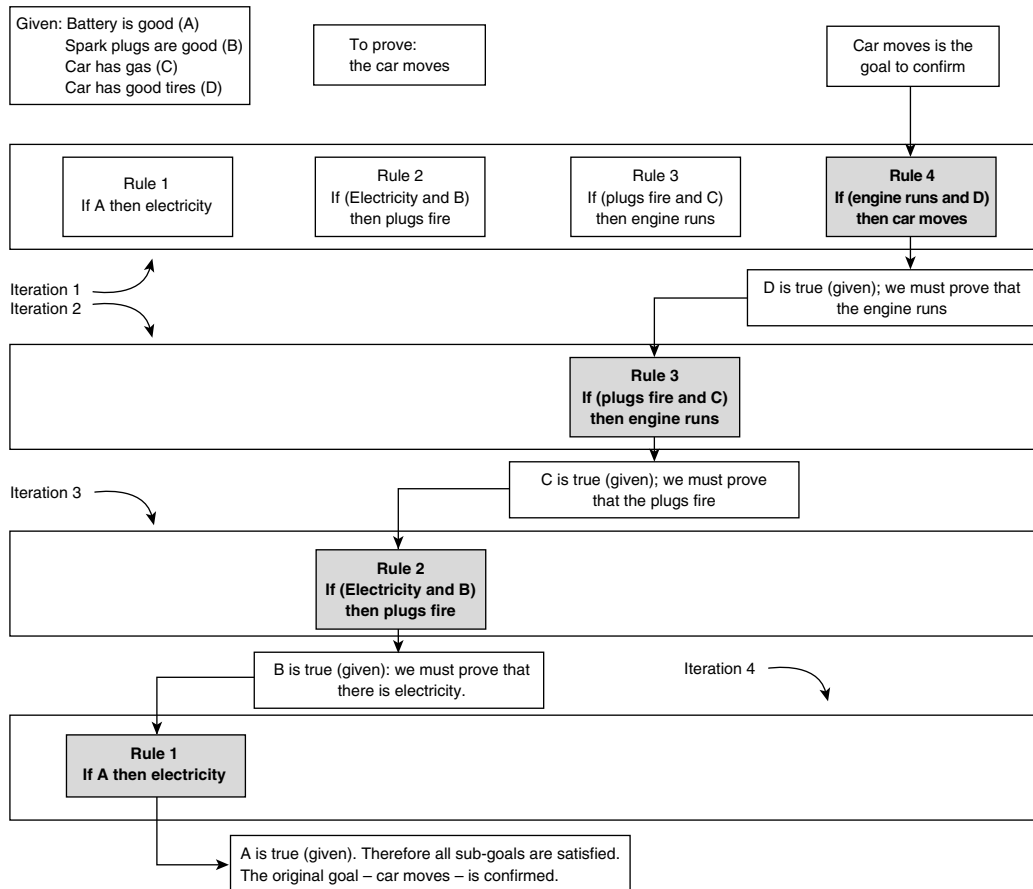 Given: Battery is good (A)
Spark plugs are good (B)
Car has gas (C)
Car has good tires (D)
To prove:
the car moves
Car moves is the
goal to confirm
Rule 1
If A then electricity
Rule 2
If (Electricity and B)
then plugs fire
Rule 3
If (plugs fire and C)
then engine runs
Rule 4
If (engine runs and D)
then car moves
Iteration 1
Iteration 2
D is true (given); we must prove that
the engine runs
Rule 3
If (plugs fire and C)
then engine runs
C is true (given); we must prove
that the plugs fire
Iteration 3
Rule 2
If (Electricity and B)
then plugs fire
B is true (given): we must prove that
there is electricity.
Iteration 4
Rule 1
If A then electricity
A is true (given). Therefore all sub-goals are satisfied.
The original goal – car moves – is confirmed.